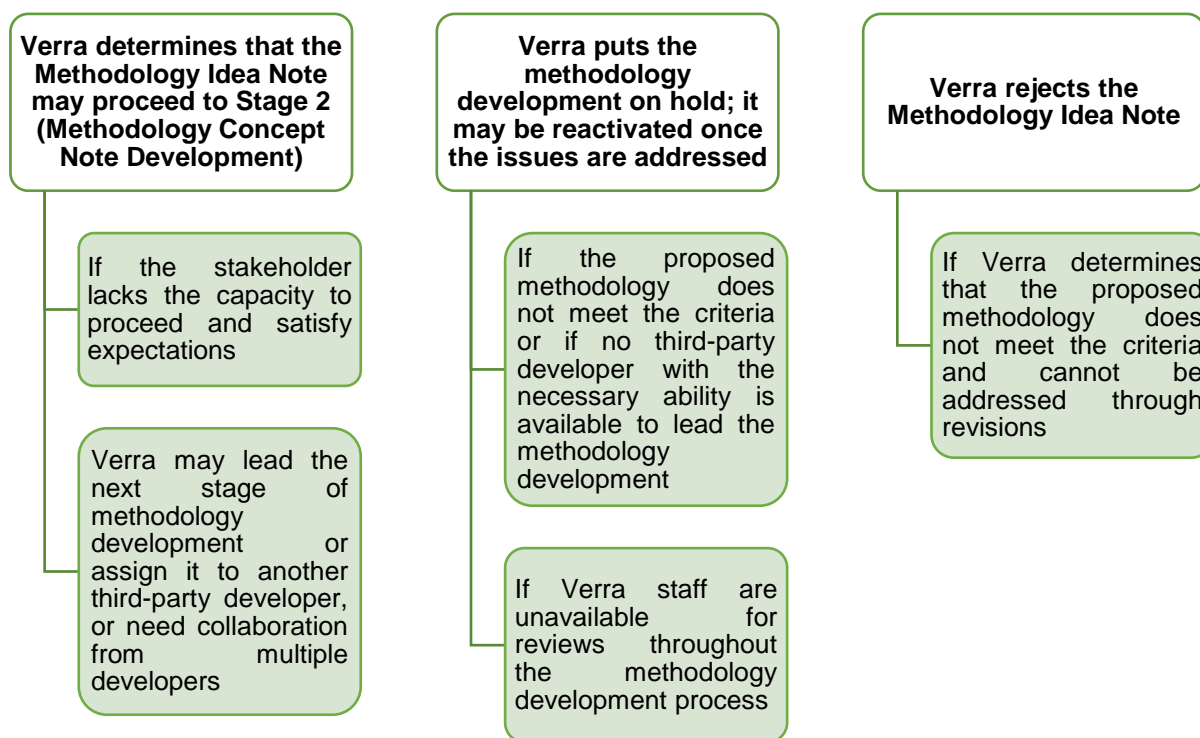 Verra determines that the
Methodology Idea Note
may proceed to Stage 2
(Methodology Concept
Note Development)
If the stakeholder
lacks the capacity to
proceed and satisfy
expectations
Verra may lead the
next stage of
methodology
development or
assign it to another
third-party developer,
or need collaboration
from multiple
developers
Verra puts the
methodology
development on hold; it
may be reactivated once
the issues are addressed
If the proposed
methodology does
not meet the criteria
or if no third-party
developer with the
necessary ability is
available to lead the
methodology
development
If Verra staff are
unavailable for
reviews throughout
the methodology
development process
Verra rejects the
Methodology Idea Note
If Verra determines
that the proposed
methodology does
not meet the criteria
and cannot be
addressed through
revisions